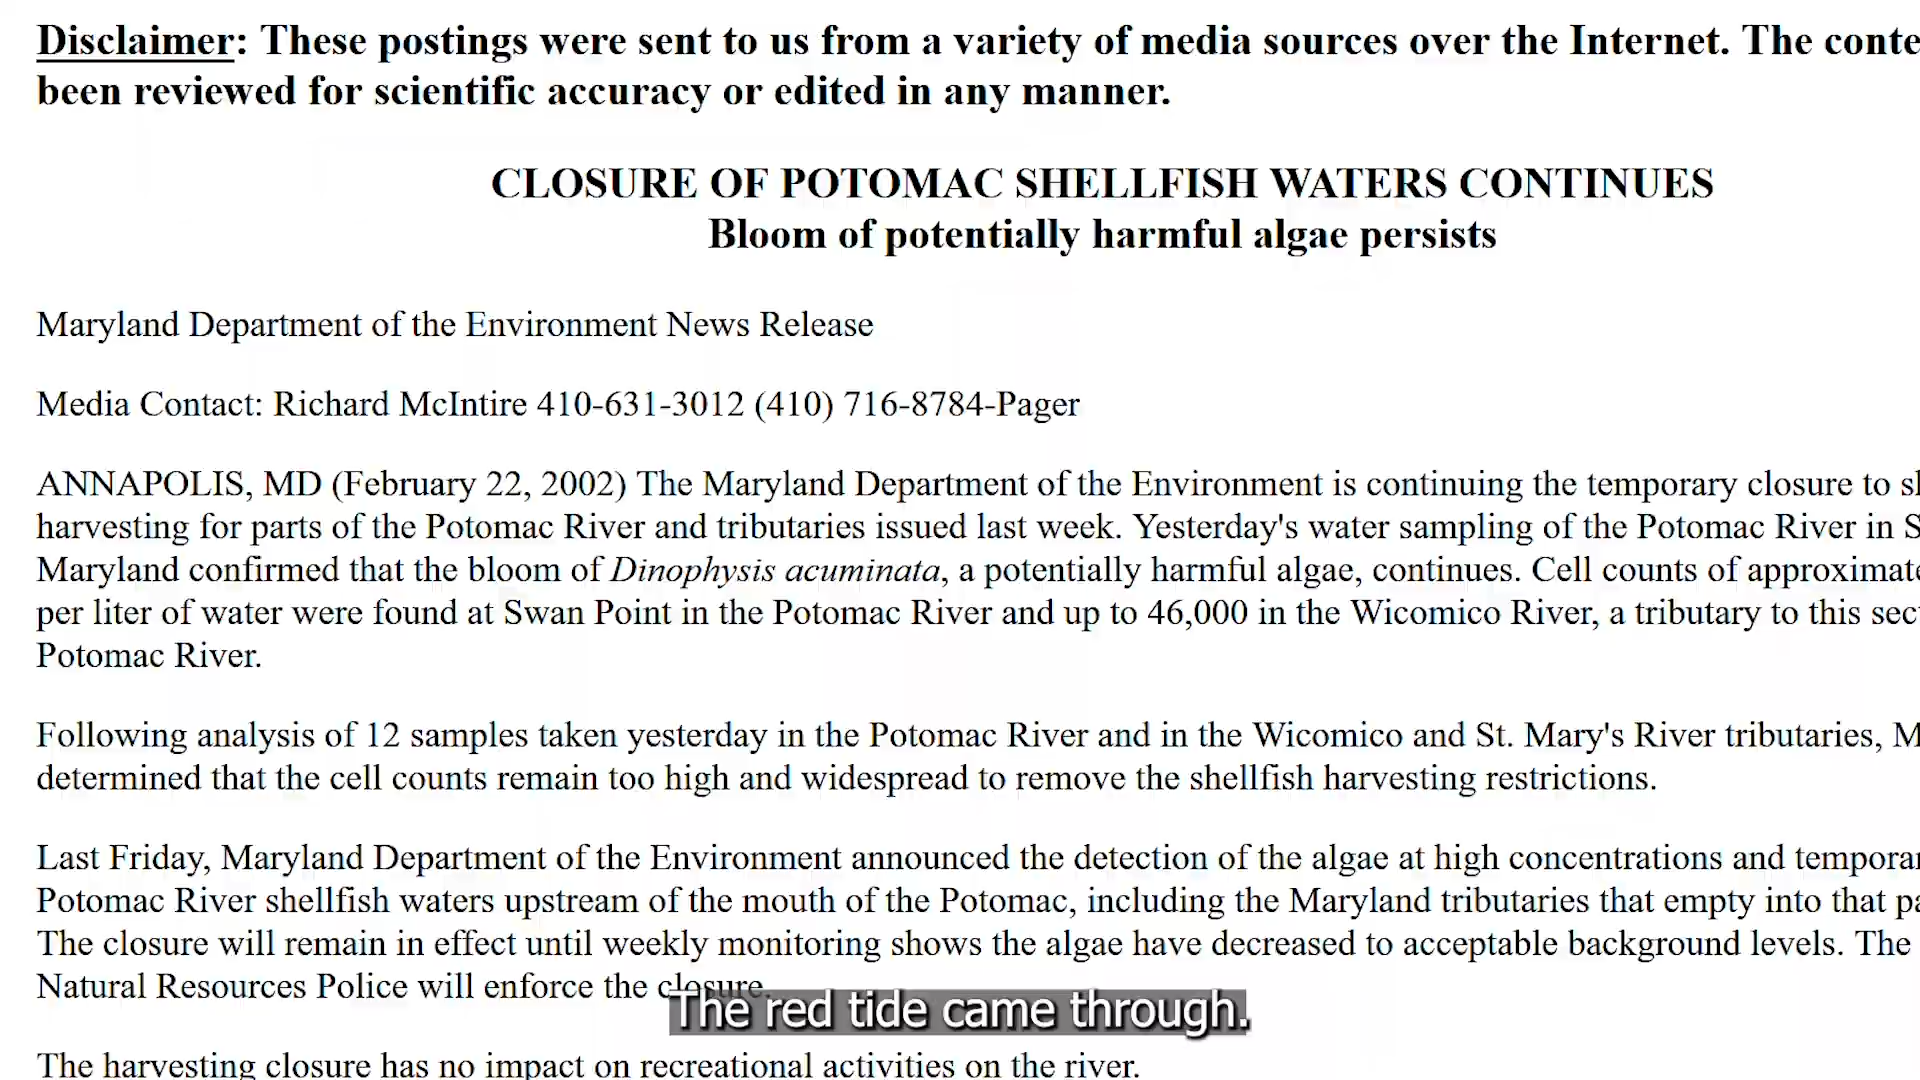 Disclaimer: These postings were sent to us from a variety of media sources over the Internet. The conte
been reviewed for scientific accuracy or edited in any manner.
CLOSURE OF POTOMAC SHELLFISH WATERS CONTINUES
Bloom of potentially harmful algae persists
Maryland Department of the Environment News Release
Media Contact: Richard McIntire 410-631-3012 (410) 716-8784-Pager
ANNAPOLIS, MD (February 22, 2002) The Maryland Department of the Environment is continuing the temporary closure to sl
harvesting for parts of the Potomac River and tributaries issued last week. Yesterday's water sampling of the Potomac River in S
Maryland confirmed that the bloom of Dinophysis acuminata, a potentially harmful algae, continues. Cell counts of approximate
per liter of water were found at Swan Point in the Potomac River and up to 46,000 in the Wicomico River, a tributary to this sec
Potomac River.
Following analysis of 12 samples taken yesterday in the Potomac River and in the Wicomico and St. Mary's River tributaries, M
determined that the cell counts remain too high and widespread to remove the shellfish harvesting restrictions.
Last Friday, Maryland Department of the Environment announced the detection of the algae at high concentrations and temporar
Potomac River shellfish waters upstream of the mouth of the Potomac, including the Maryland tributaries that empty into that pa
The closure will remain in effect until weekly monitoring shows the algae have decreased to acceptable background levels. The
Natural Resources Police will enforce the closure.
The red tide came through.
The harvesting closure has no impact on recreational activities on the river.